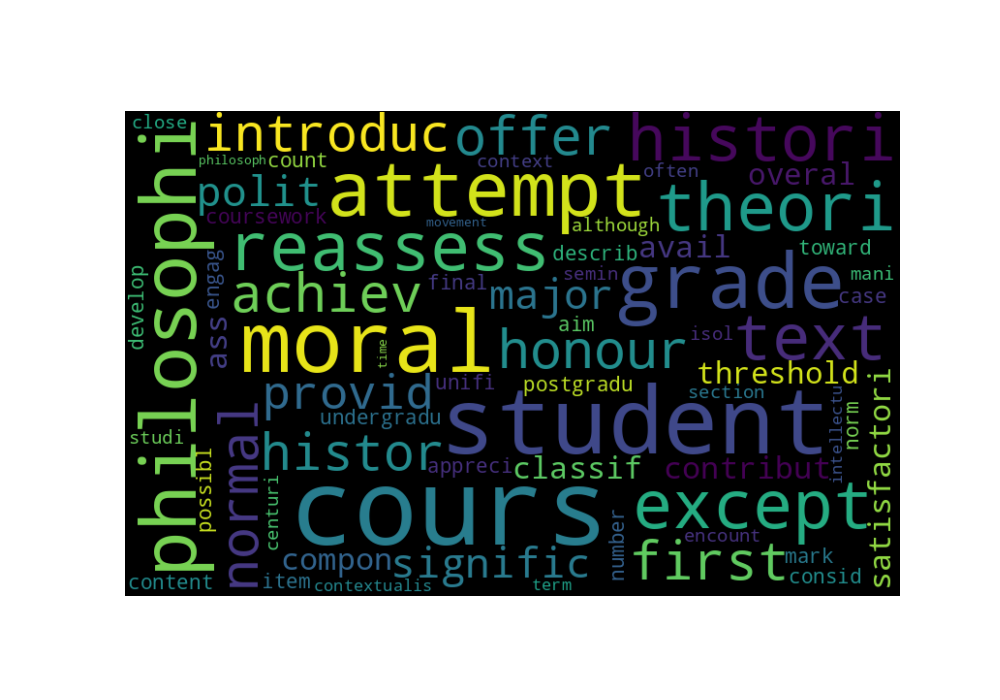 close
introduc
offer
histori
philosoph
count
context
often
overal
philosophi
polit
attempt
theori
coursework
movement
although
reassess
describ
avail
toward
develop
engag
achiev
final
semin
grade
mani
major
case
ass
moral
time
aim
honour
isol
text
provid
unifi
postgradu
threshold
section
undergradu
student
intellectu
norm
satisfactori
studi
normal
histor
appreci
classif
contribut
possibl
centuri
cours
except
number
encount
compon
signific
first
mark
consid
content
item
contextualis
term